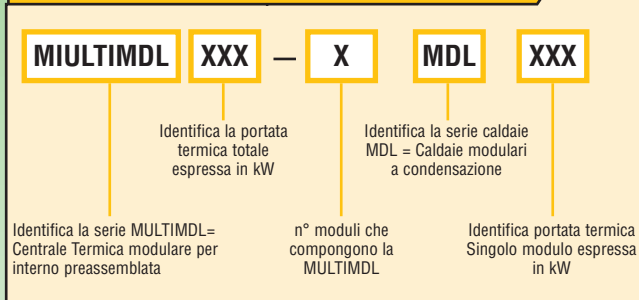 MIULTIMDL XXX – X MDL XXX
Identifica la portata
termica totale
espressa in kW
Identifica la serie caldaie
MDL = Caldaie modulari
a condensazione
Identifica la serie MULTIMDL=
Centrale Termica modulare per
interno preassemblata
n° moduli che
compongono la
MULTIMDL
Identifica portata termica
Singolo modulo espressa
in kW